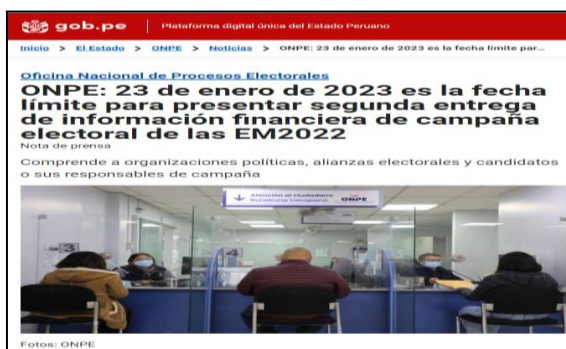 gob.pe | Plataforma digital única del Estado Peruano
Inicio > El Estado > ONPE > Noticias > ONPE: 23 de enero de 2023 es la fecha límite par...
Oficina Nacional de Procesos Electorales
ONPE: 23 de enero de 2023 es la fecha
límite para presentar segunda entrega
de información financiera de campaña
electoral de las EM2022
Nota de prensa
Comprende a organizaciones políticas, alianzas electorales y candidatos
o sus responsables de campaña
Atención al ciudadano
ONPE
3
Fotos: ONPE